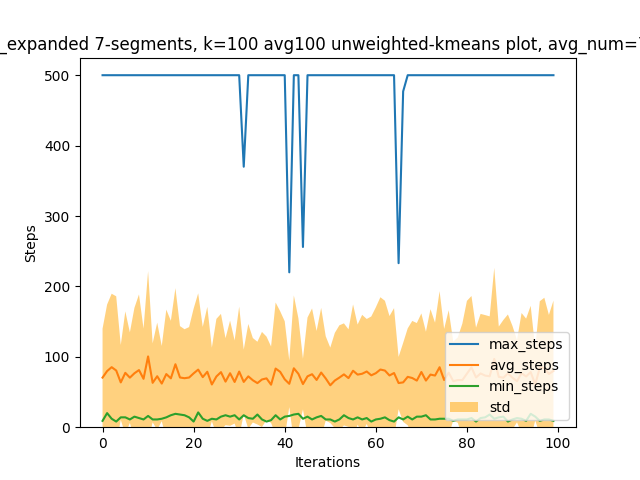 _expanded 7-segments, k=100 avg100 unweighted-kmeans plot, avg_num=
500
400
300
200
100
0
Steps
0
20
40
60
80
100
Iterations
max_steps
avg_steps
min_steps
std